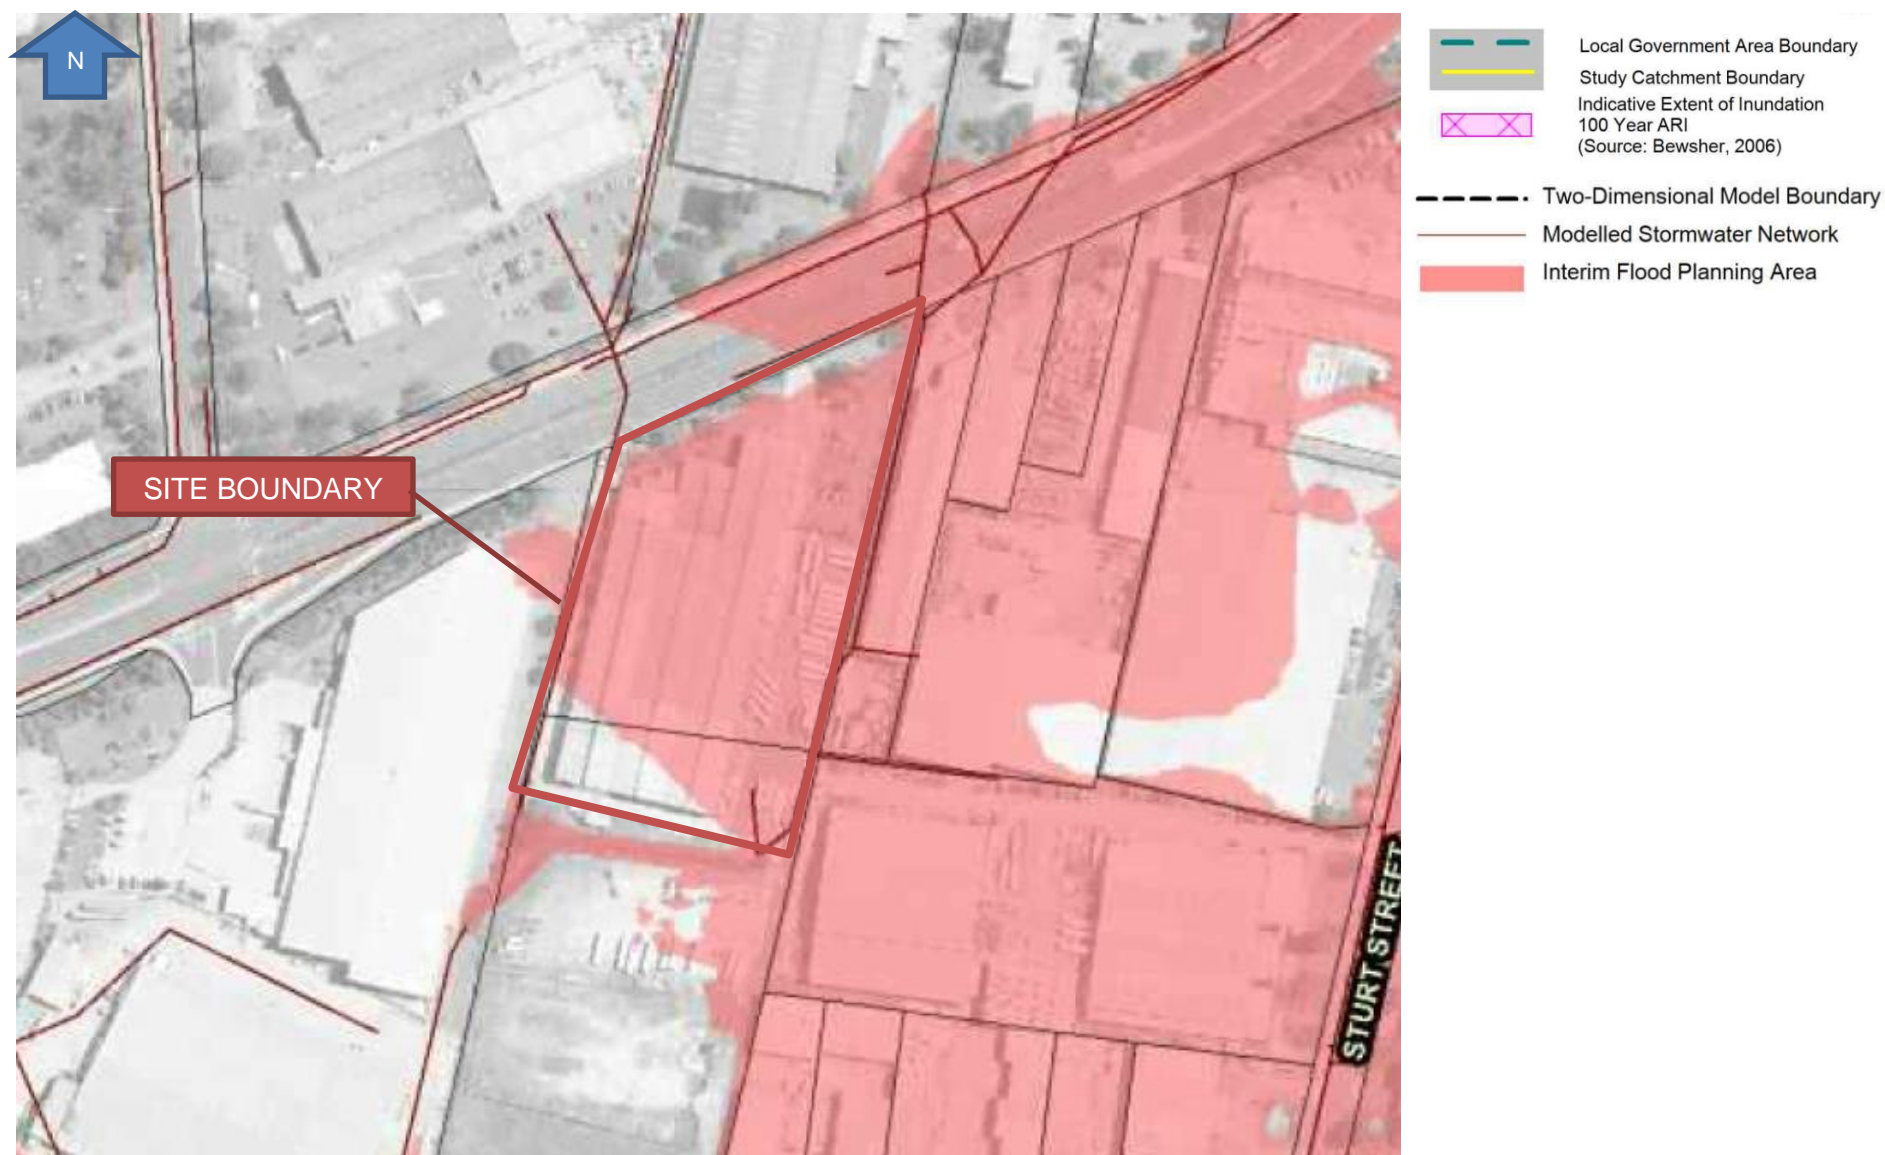 N
Local Government Area Boundary
Study Catchment Boundary
Indicative Extent of Inundation
100 Year ARI
(Source: Bewsher, 2006)
Two-Dimensional Model Boundary
Modelled Stormwater Network
Interim Flood Planning Area
SITE BOUNDARY
STURT STREET